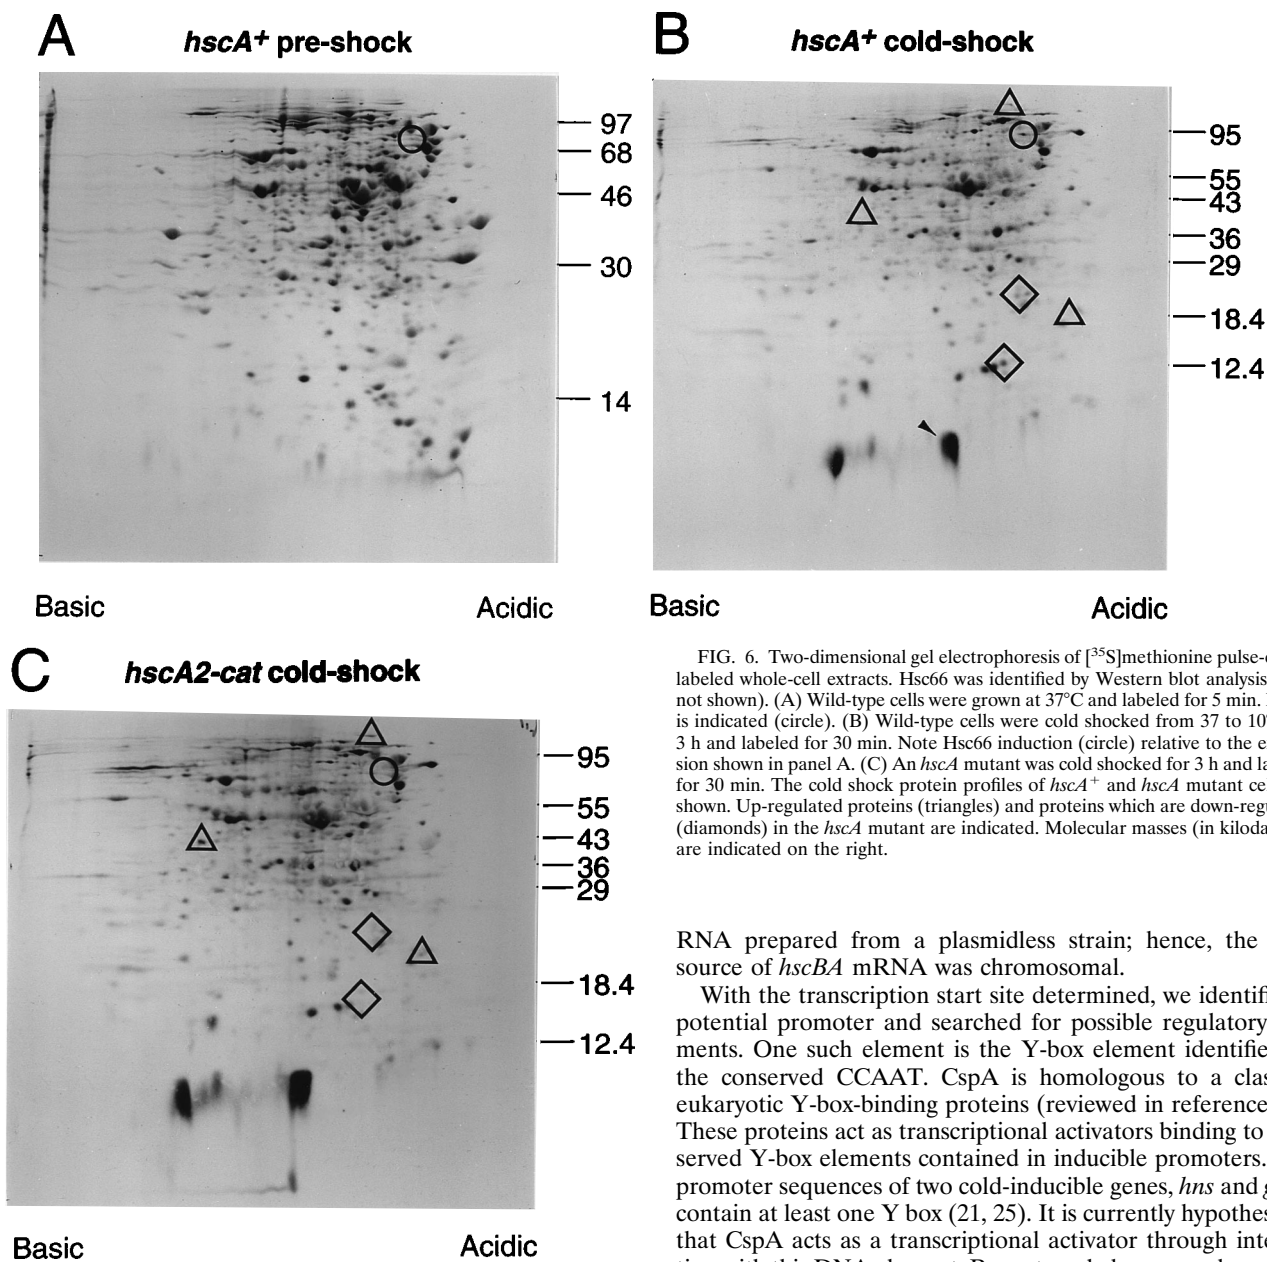 A
hscA+ pre-shock
97
68
46
30
14
Basic
Acidic
B
hscA+ cold-shock
95
55
43
36
29
18.4
12.4
Basic
Acidic
C
hscA2-cat cold-shock
95
55
43
36
29
18.4
12.4
Basic
Acidic
FIG. 6. Two-dimensional gel electrophoresis of [35S]methionine pulse-
labeled whole-cell extracts. Hsc66 was identified by Western blot analysis
not shown). (A) Wild-type cells were grown at 37°C and labeled for 5 min.
is indicated (circle). (B) Wild-type cells were cold shocked from 37 to 10°
3 h and labeled for 30 min. Note Hsc66 induction (circle) relative to the
sion shown in panel A. (C) An hscA mutant was cold shocked for 3 h and
for 30 min. The cold shock protein profiles of hscA+ and hscA mutant
shown. Up-regulated proteins (triangles) and proteins which are
(diamonds) in the hscA mutant are indicated. Molecular masses (in
are indicated on the right.
RNA prepared from a plasmidless strain; hence, the
source of hscBA mRNA was chromosomal.
With the transcription start site determined, we
potential promoter and searched for possible regulatory
ments. One such element is the Y-box element
the conserved CCAAT. CspA is homologous to a
eukaryotic Y-box-binding proteins (reviewed in reference
These proteins act as transcriptional activators binding to
served Y-box elements contained in inducible promoters.
promoter sequences of two cold-inducible genes, hns and
contain at least one Y box (21, 25). It is currently
that CspA acts as a transcriptional activator through